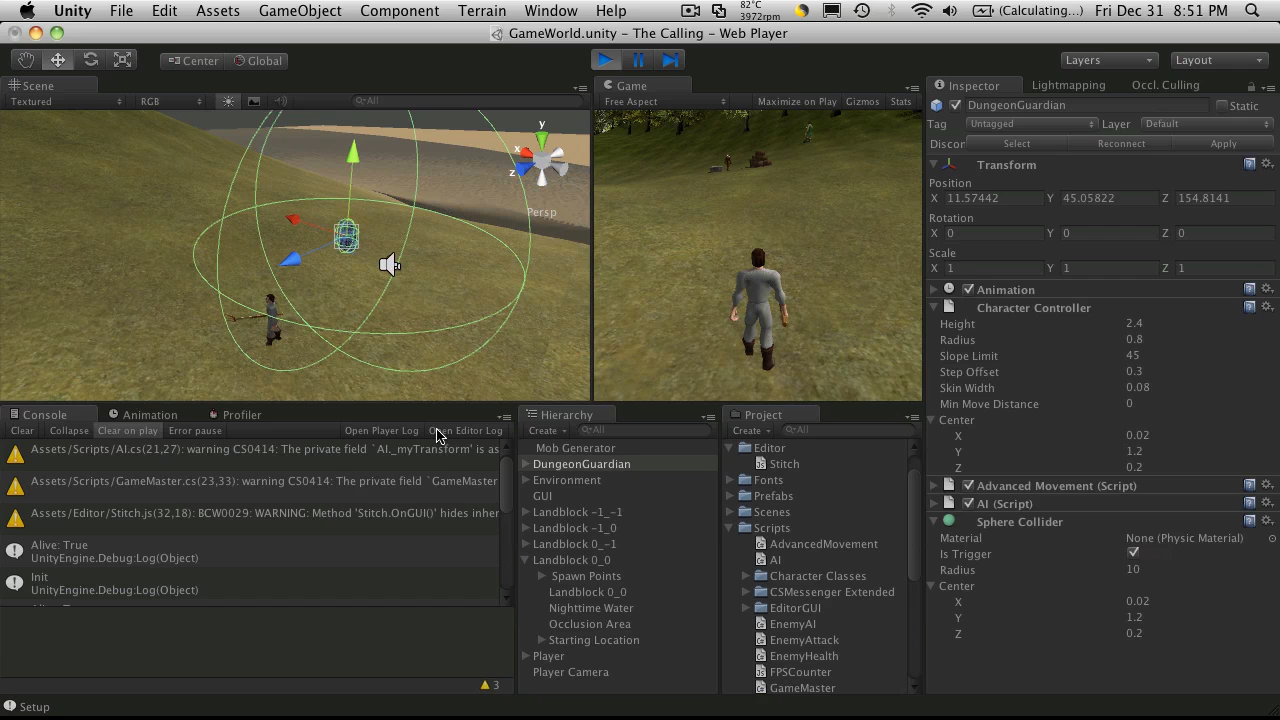 Unity File Edit Assets GameObject Component Terrain Window Help 82°C 3972rpm (Calculating...) Fri Dec 31 8:51 PM
GameWorld.unity – The Calling – Web Player
Center Global Layers Layout
Scene
Textured RGB All
y
x
z
Persp
Game
Free Aspect Maximize on Play Gizmos Stats
Console Animation Profiler
Clear Collapse Clear on play Error pause Open Player Log Open Editor Log
Assets/Scripts/AI.cs(21,27): warning CS0414: The private field `AI._myTransform' is as
Assets/Scripts/GameMaster.cs(23,33): warning CS0414: The private field `GameMaster
Assets/Editor/Stitch.js(32,18): BCW0029: WARNING: Method 'Stitch.OnGUI()' hides inher
Alive: True
UnityEngine.Debug:Log(Object)
Init
UnityEngine.Debug:Log(Object)
3
Setup
Hierarchy
Create All
Mob Generator
DungeonGuardian
Environment
GUI
Landblock -1_-1
Landblock -1_0
Landblock 0_-1
Landblock 0_0
Spawn Points
Landblock 0_0
Nighttime Water
Occlusion Area
Starting Location
Player
Player Camera
Project
Create All
Editor
Stitch
Fonts
Prefabs
Scenes
Scripts
AdvancedMovement
AI
Character Classes
CSMessenger Extended
EditorGUI
EnemyAI
EnemyAttack
EnemyHealth
FPSCounter
GameMaster
Inspector Lightmapping Occl. Culling
DungeonGuardian Static
Tag Untagged Layer Default
Discon Select Reconnect Apply
Transform
Position
X 11.57442 Y 45.05822 Z 154.8141
Rotation
X 0 Y 0 Z 0
Scale
X 1 Y 1 Z 1
Animation
Character Controller
Height 2.4
Radius 0.8
Slope Limit 45
Step Offset 0.3
Skin Width 0.08
Min Move Distance 0
Center
X 0.02
Y 1.2
Z 0.2
Advanced Movement (Script)
AI (Script)
Sphere Collider
Material None (Physic Material)
Is Trigger
Radius 10
Center
X 0.02
Y 1.2
Z 0.2